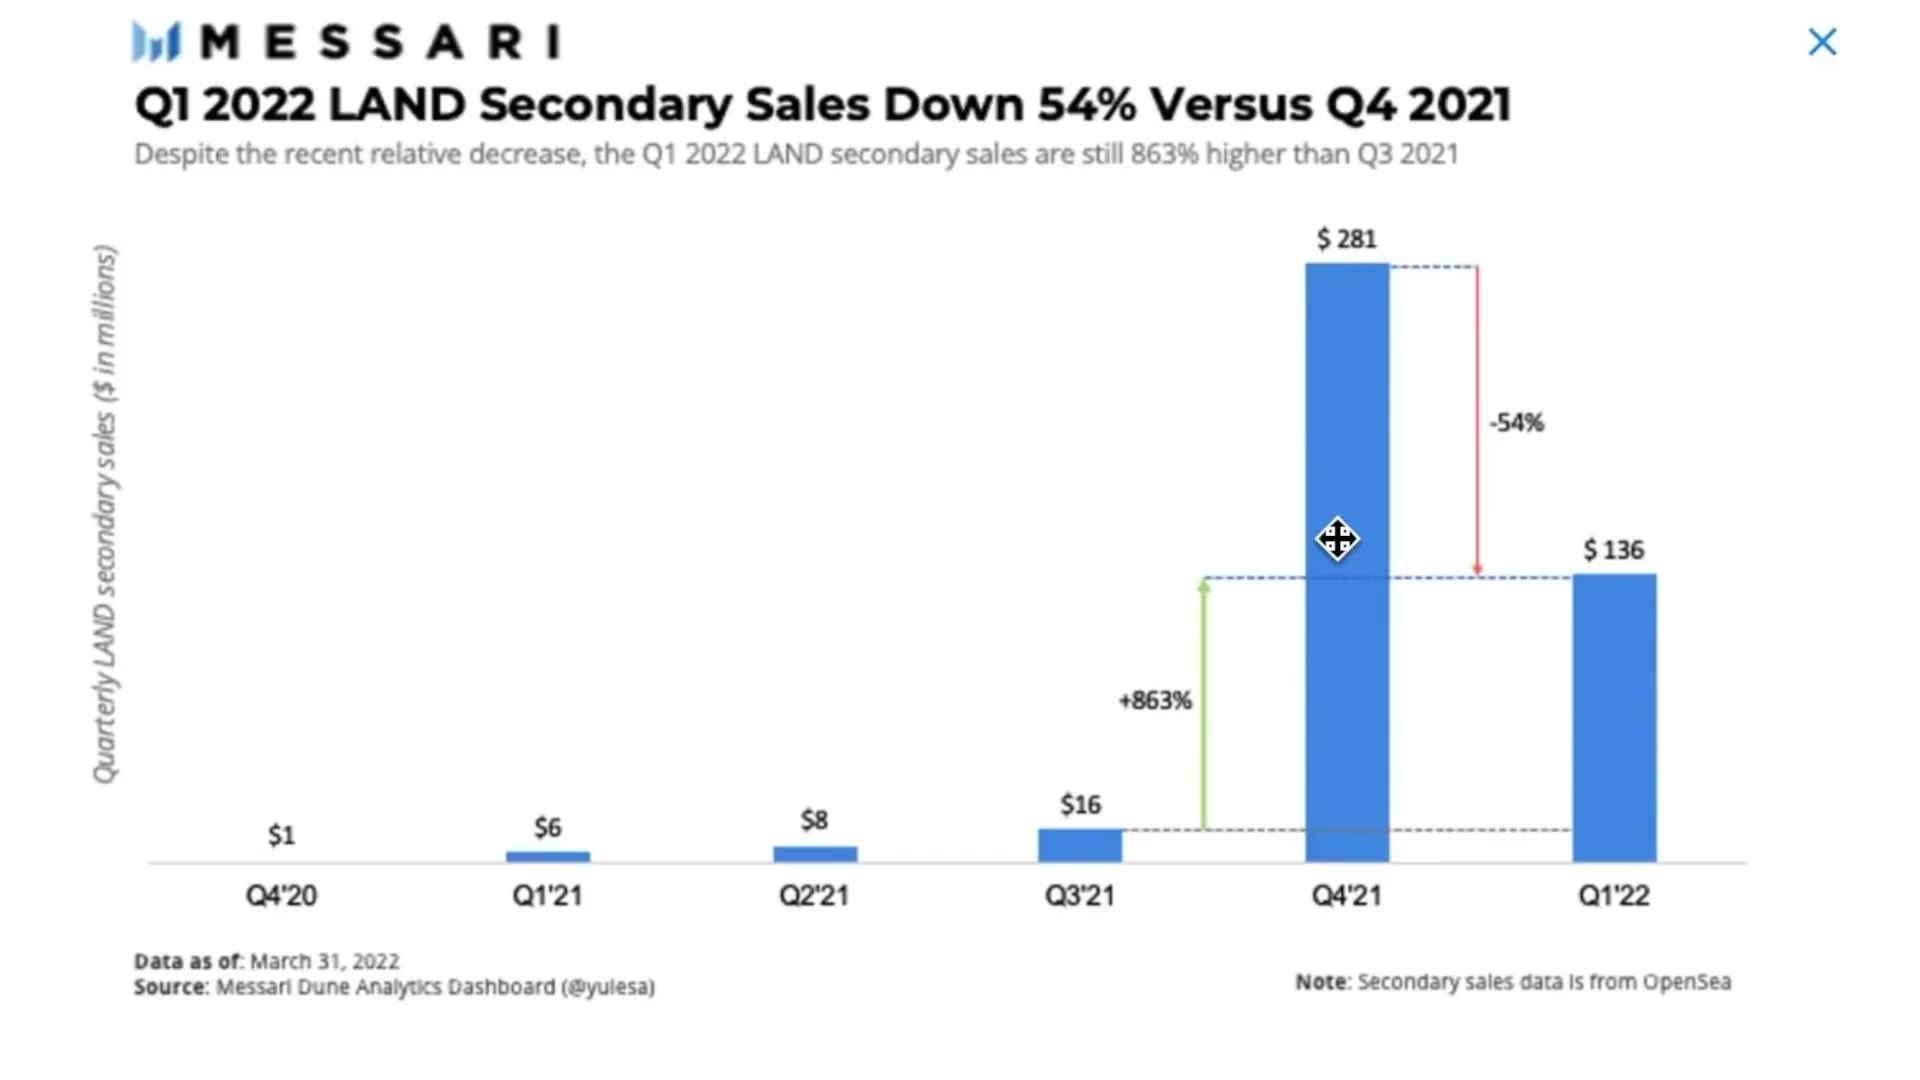 MESSARI
Q1 2022 LAND Secondary Sales Down 54% Versus Q4 2021
Despite the recent relative decrease, the Q1 2022 LAND secondary sales are still 863% higher than Q3 2021
Quarterly LAND secondary sales ($ in millions)
$ 281
-54%
$ 136
+863%
$16
$8
$6
$1
Q4'20 Q1'21 Q2'21 Q3'21 Q4'21 Q1'22
Data as of: March 31, 2022
Source: Messari Dune Analytics Dashboard (@yulesa)
Note: Secondary sales data is from OpenSea